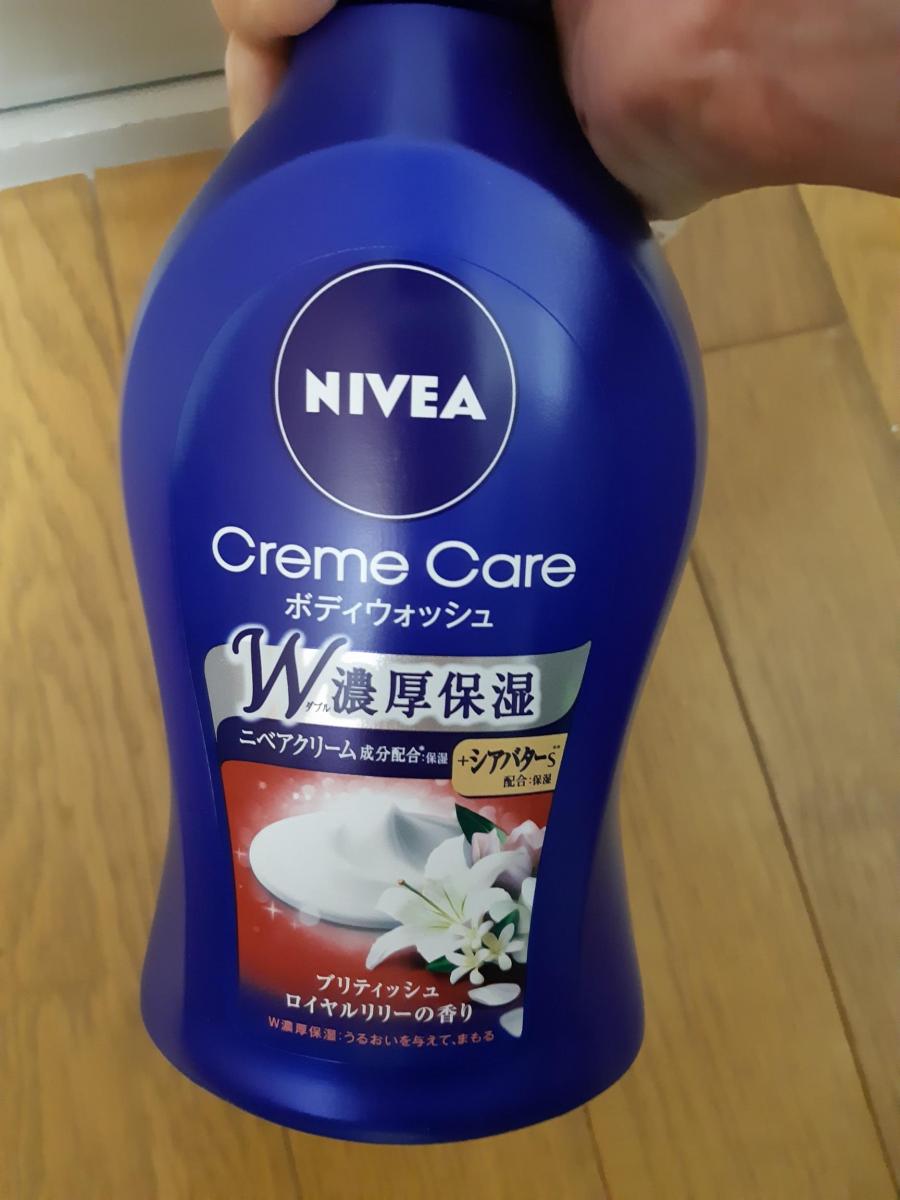 NIVEA
Creme Care
ボディウォッシュ
W濃厚保湿
ダブル
ニベアクリーム成分配合*:保湿
+シアバターS
配合:保湿
ブリティッシュ
ロイヤルリリーの香り
W濃厚保湿:うるおいを与えて、まもる